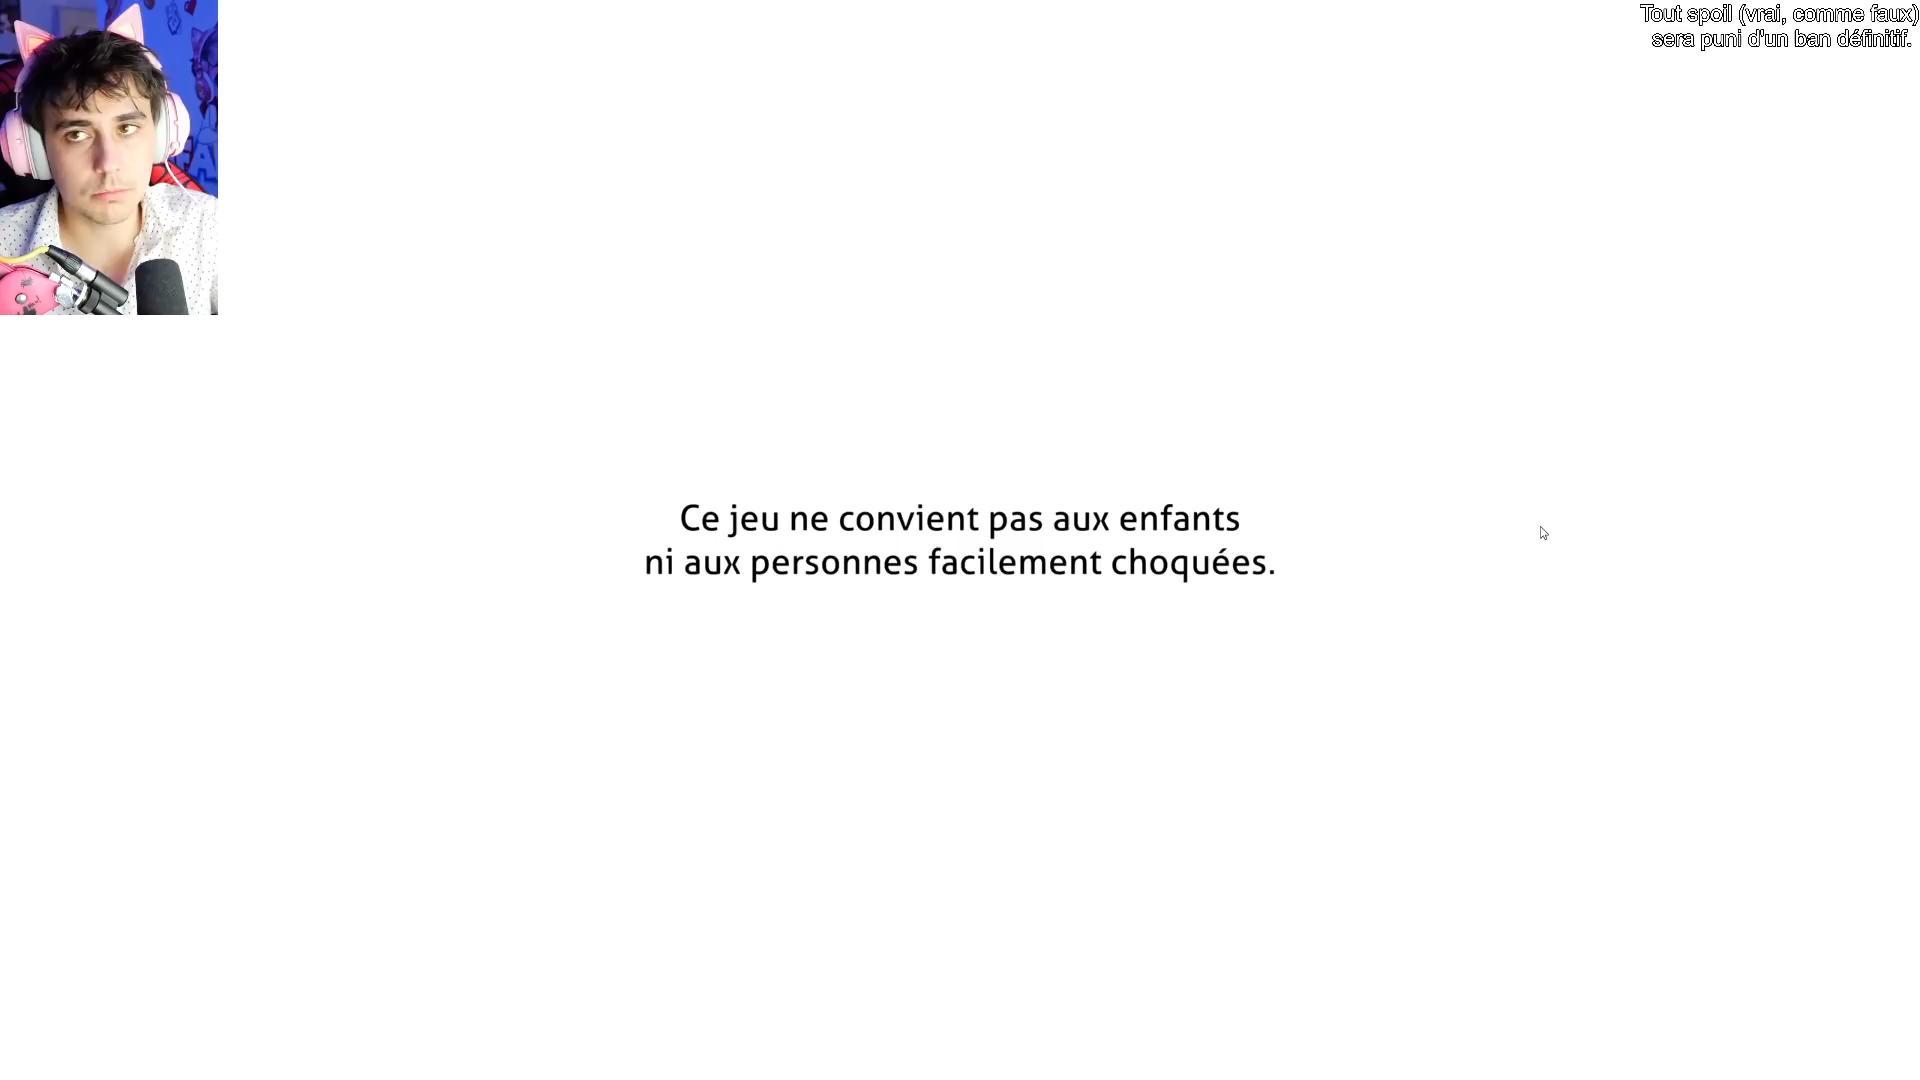 Tout spoil (vrai, comme faux)
sera puni d'un ban définitif.
Ce jeu ne convient pas aux enfants
ni aux personnes facilement choquées.